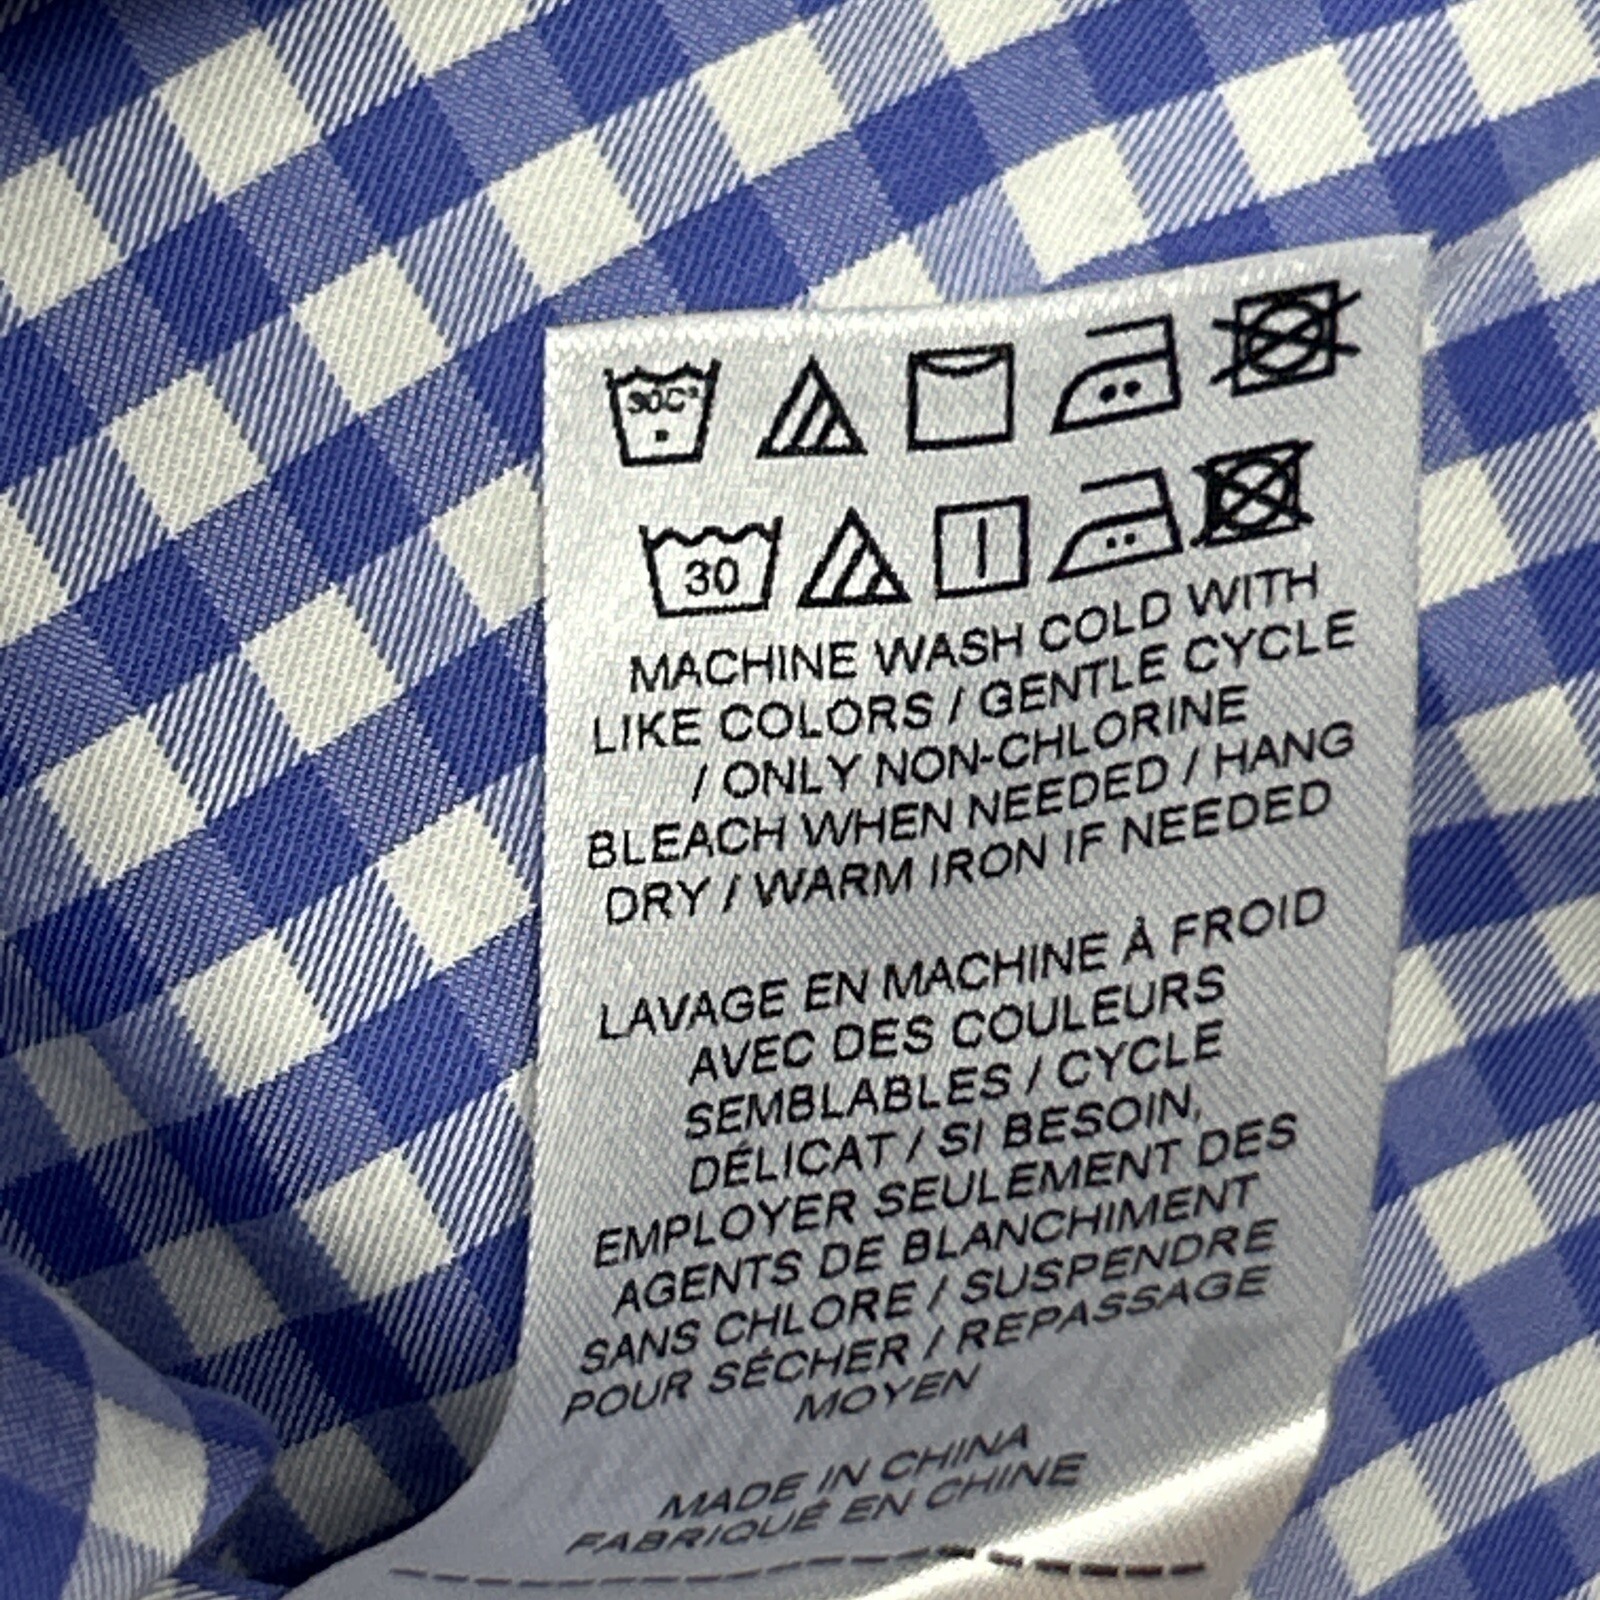 30C°
30
MACHINE WASH COLD WITH
LIKE COLORS / GENTLE CYCLE
/ ONLY NON-CHLORINE
BLEACH WHEN NEEDED / HANG
DRY / WARM IRON IF NEEDED
LAVAGE EN MACHINE À FROID
AVEC DES COULEURS
SEMBLABLES / CYCLE
DÉLICAT / SI BESOIN,
EMPLOYER SEULEMENT DES
AGENTS DE BLANCHIMENT
SANS CHLORE / SUSPENDRE
POUR SÉCHER / REPASSAGE
MOYEN
MADE IN CHINA
FABRIQUÉ EN CHINE